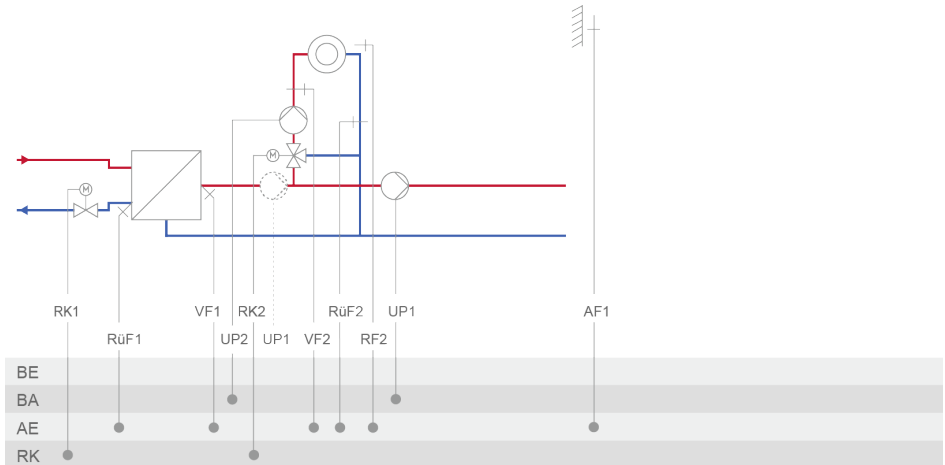 M
M
RK1 VF1 RK2 RüF2 UP1 AF1
RüF1 UP2 UP1 VF2 RF2
BE
BA
AE
RK